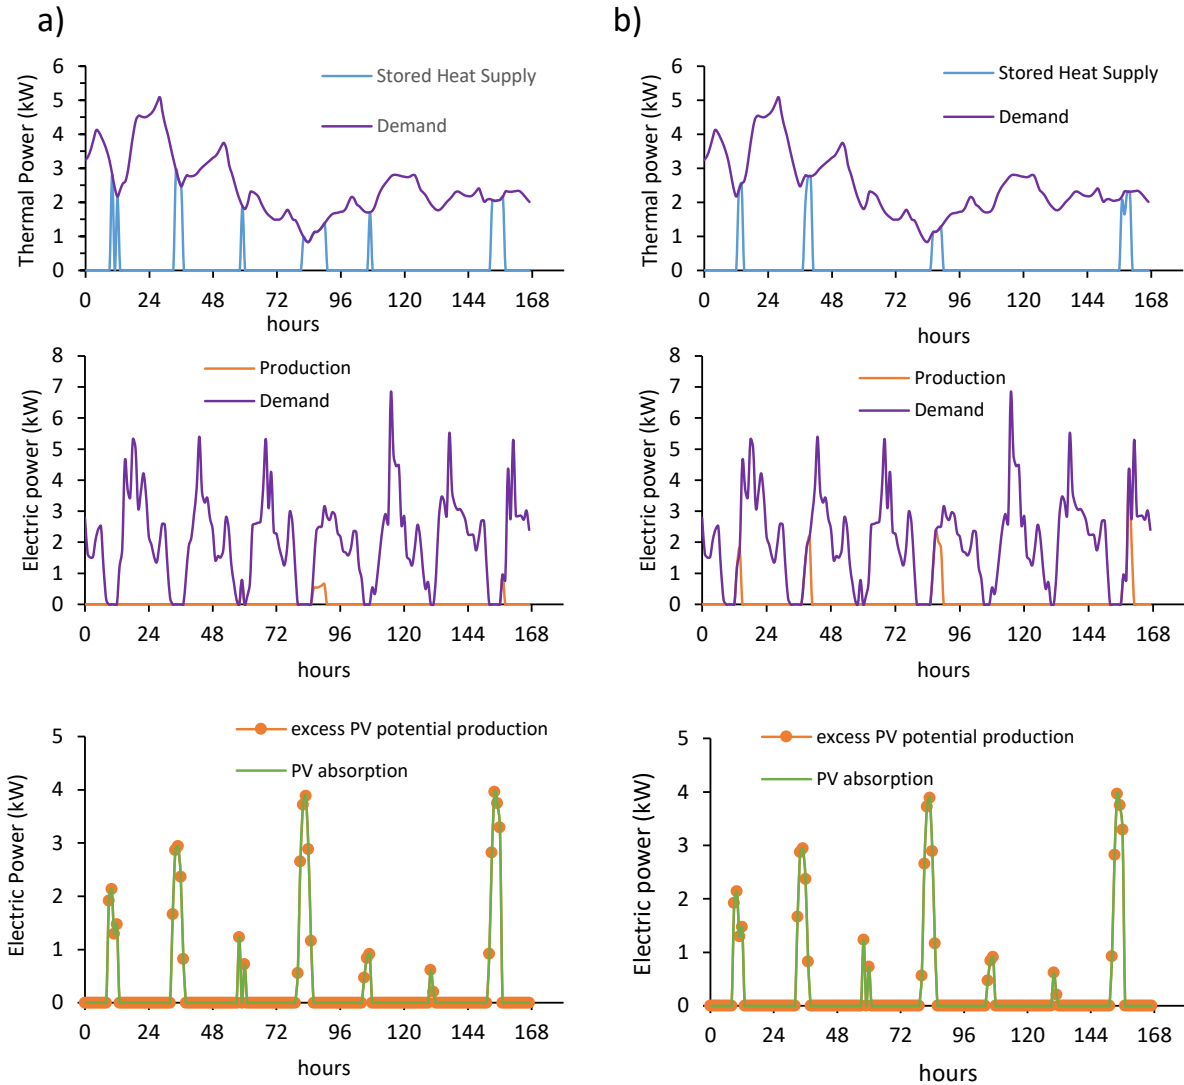 a)
Thermal Power (kW)
6
5
4
3
2
1
0
Stored Heat Supply
Demand
0 24 48 72 96 120 144 168
hours
Electric power (kW)
8
7
6
5
4
3
2
1
0
Production
Demand
0 24 48 72 96 120 144 168
hours
Electric Power (kW)
5
4
3
2
1
0
excess PV potential production
PV absorption
0 24 48 72 96 120 144 168
hours
b)
Thermal power (kW)
6
5
4
3
2
1
0
Stored Heat Supply
Demand
0 24 48 72 96 120 144 168
hours
Electric power (kW)
8
7
6
5
4
3
2
1
0
Production
Demand
0 24 48 72 96 120 144 168
hours
Electric power (kW)
5
4
3
2
1
0
excess PV potential production
PV absorption
0 24 48 72 96 120 144 168
hours